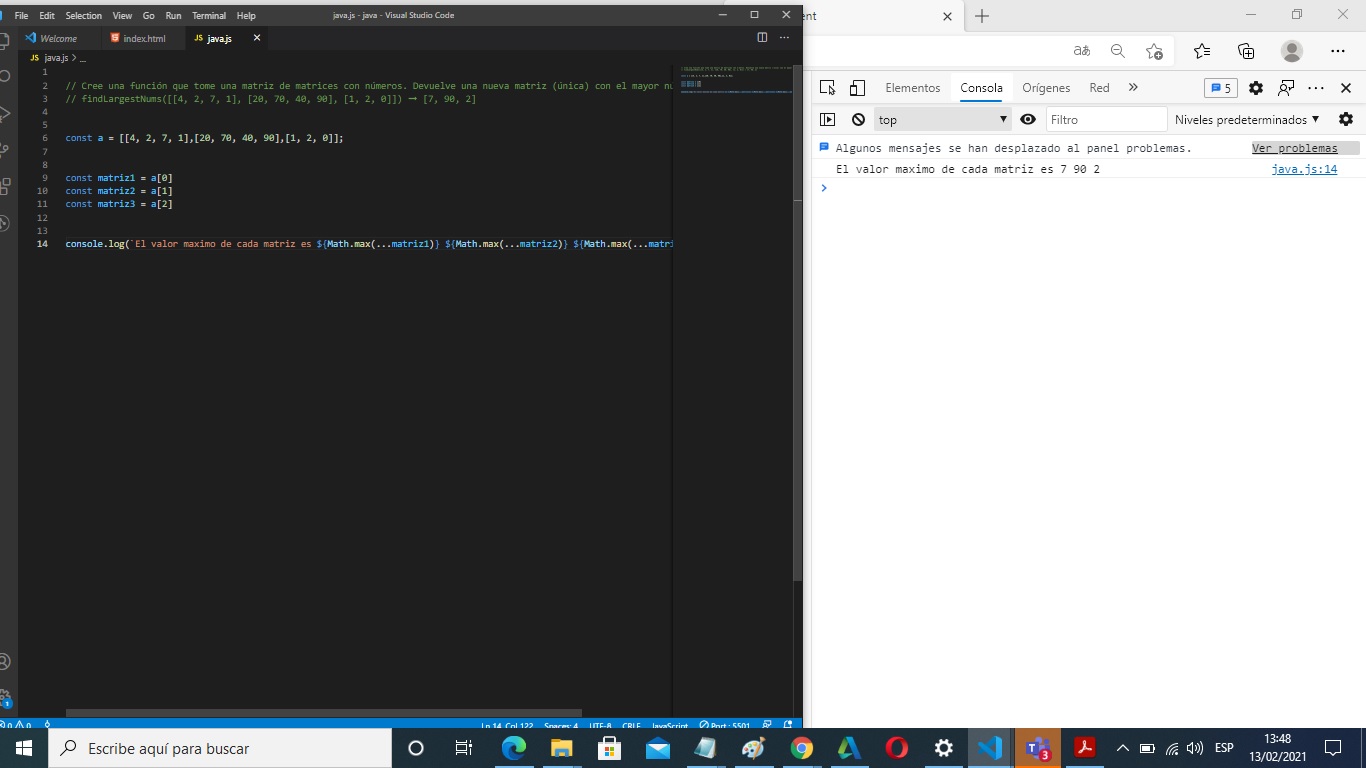 File Edit Selection View Go Run Terminal Help java.js - java - Visual Studio Code
Welcome index.html JS java.js
JS java.js > ...
1
2 // Cree una función que tome una matriz de matrices con números. Devuelve una nueva matriz (única) con el mayor nu
3 // findLargestNums([[4, 2, 7, 1], [20, 70, 40, 90], [1, 2, 0]]) → [7, 90, 2]
4
5
6 const a = [[4, 2, 7, 1],[20, 70, 40, 90],[1, 2, 0]];
7
8
9 const matriz1 = a[0]
10 const matriz2 = a[1]
11 const matriz3 = a[2]
12
13
14 console.log(`El valor maximo de cada matriz es ${Math.max(...matriz1)} ${Math.max(...matriz2)} ${Math.max(...matri
0 0 Ln 14, Col 122 Spaces: 4 UTF-8 CRLF JavaScript Port : 5501
1
ent
aあ
Elementos Consola Orígenes Red 5
top Filtro Niveles predeterminados
Algunos mensajes se han desplazado al panel problemas. Ver problemas
El valor maximo de cada matriz es 7 90 2 java.js:14
Escribe aquí para buscar 3 ESP 13:48
13/02/2021